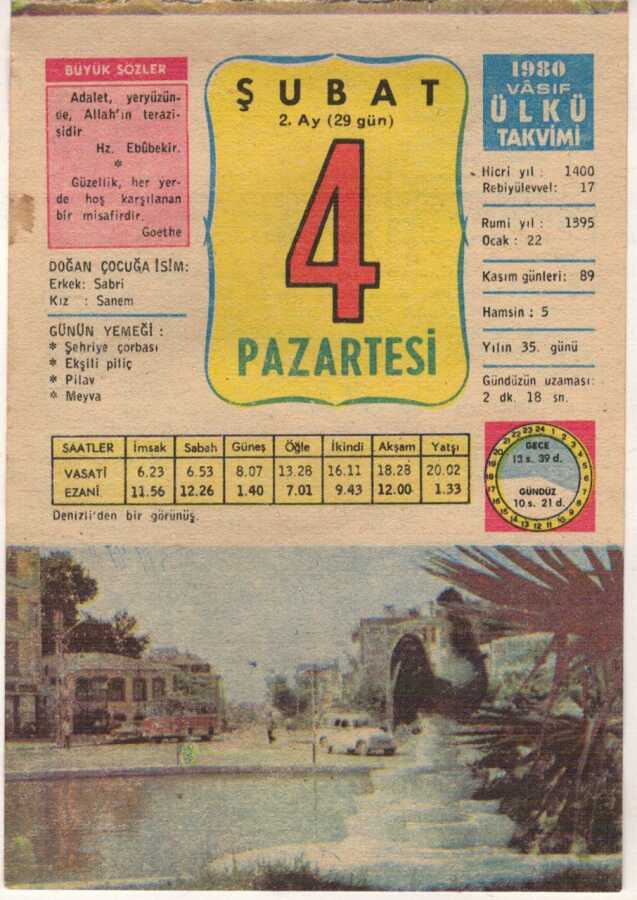 BÜYÜK SÖZLER
Adalet, yeryüzün-
de, Allah'ın terazi-
sidir
Hz. Ebûbekir.
*
Güzellik, her yer-
de hoş karşılanan
bir misafirdir.
Goethe
DOĞAN ÇOCUĞA İSİM:
Erkek: Sabri
Kız : Sanem
GÜNÜN YEMEĞİ :
* Şehriye çorbası
* Ekşili piliç
* Pilav
* Meyva
ŞUBAT
2. Ay (29 gün)
4
PAZARTESİ
1980
VÂSIF
ÜLKÜ
TAKVİMİ
Hicri yıl : 1400
Rebiyülevvel: 17
Rumi yıl : 1395
Ocak : 22
Kasım günleri: 89
Hamsin : 5
Yılın 35. günü
Gündüzün uzaması:
2 dk. 18 sn.
SAATLER İmsak Sabah Güneş Öğle İkindi Akşam Yatşı
VASATİ 6.23 6.53 8.07 13.28 16.11 18.28 20.02
EZANİ 11.56 12.26 1.40 7.01 9.43 12.00 1.33
GECE
13 s. 39 d.
GÜNDÜZ
10 s. 21 d.
Denizli'den bir görünüş.